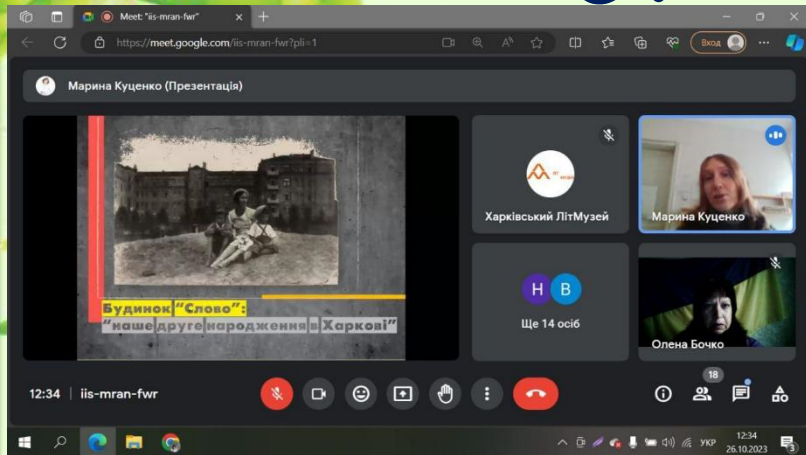 Meet: "iis-mran-fwr"
https://meet.google.com/iis-mran-fwr?pli=1
Вход
Марина Куценко (Презентація)
Будинок "Слово":
"наше друге народження в Харкові"
Харківський ЛітМузей
Марина Куценко
Н В
Ще 14 осіб
Олена Бочко
12:34 | iis-mran-fwr
18
УКР
12:34
26.10.2023
3